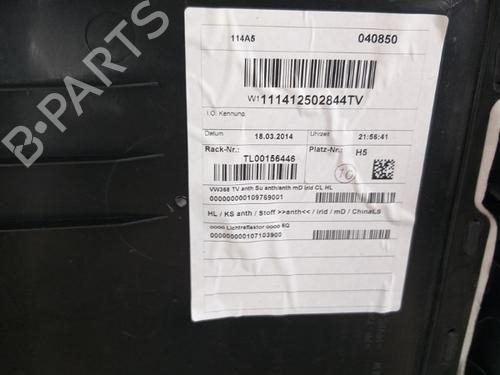 114A5 040850
W1111412502844TV
I.O. Kennung
Datum 18.03.2014 Uhrzeit 21:56:41
Rack-Nr.: TL00156446 Platz-Nr.: H5
VW368 TV anth Su anth/anth mD irid CL HL
000000000109769001
HL / KS anth / Stoff >>anth<< / irid / mD / ChinaLS
oooo Lichtreflektor oooo 8Q
000000000107103900
B-PARTS